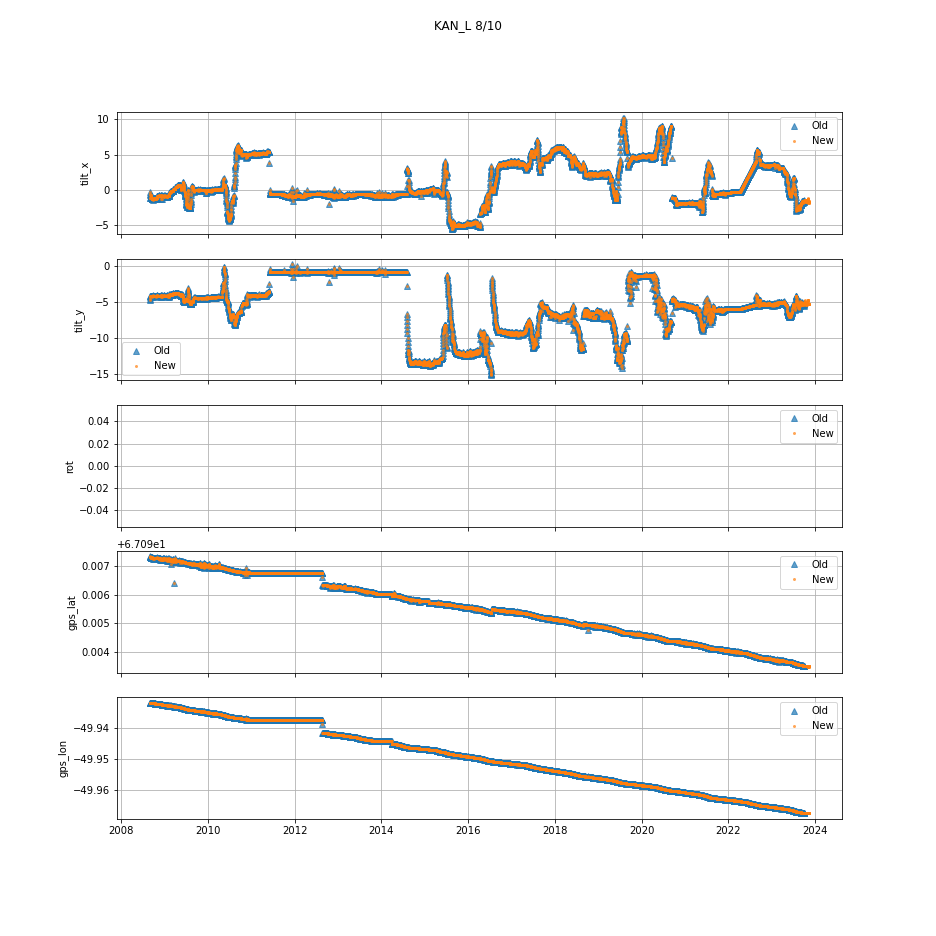 KAN_L 8/10
10
5
0
−5
tilt_x
Old
New
0
−5
−10
−15
tilt_y
Old
New
0.04
0.02
0.00
−0.02
−0.04
rot
Old
New
+6.709e1
0.007
0.006
0.005
0.004
gps_lat
Old
New
−49.94
−49.95
−49.96
gps_lon
Old
New
2008 2010 2012 2014 2016 2018 2020 2022 2024